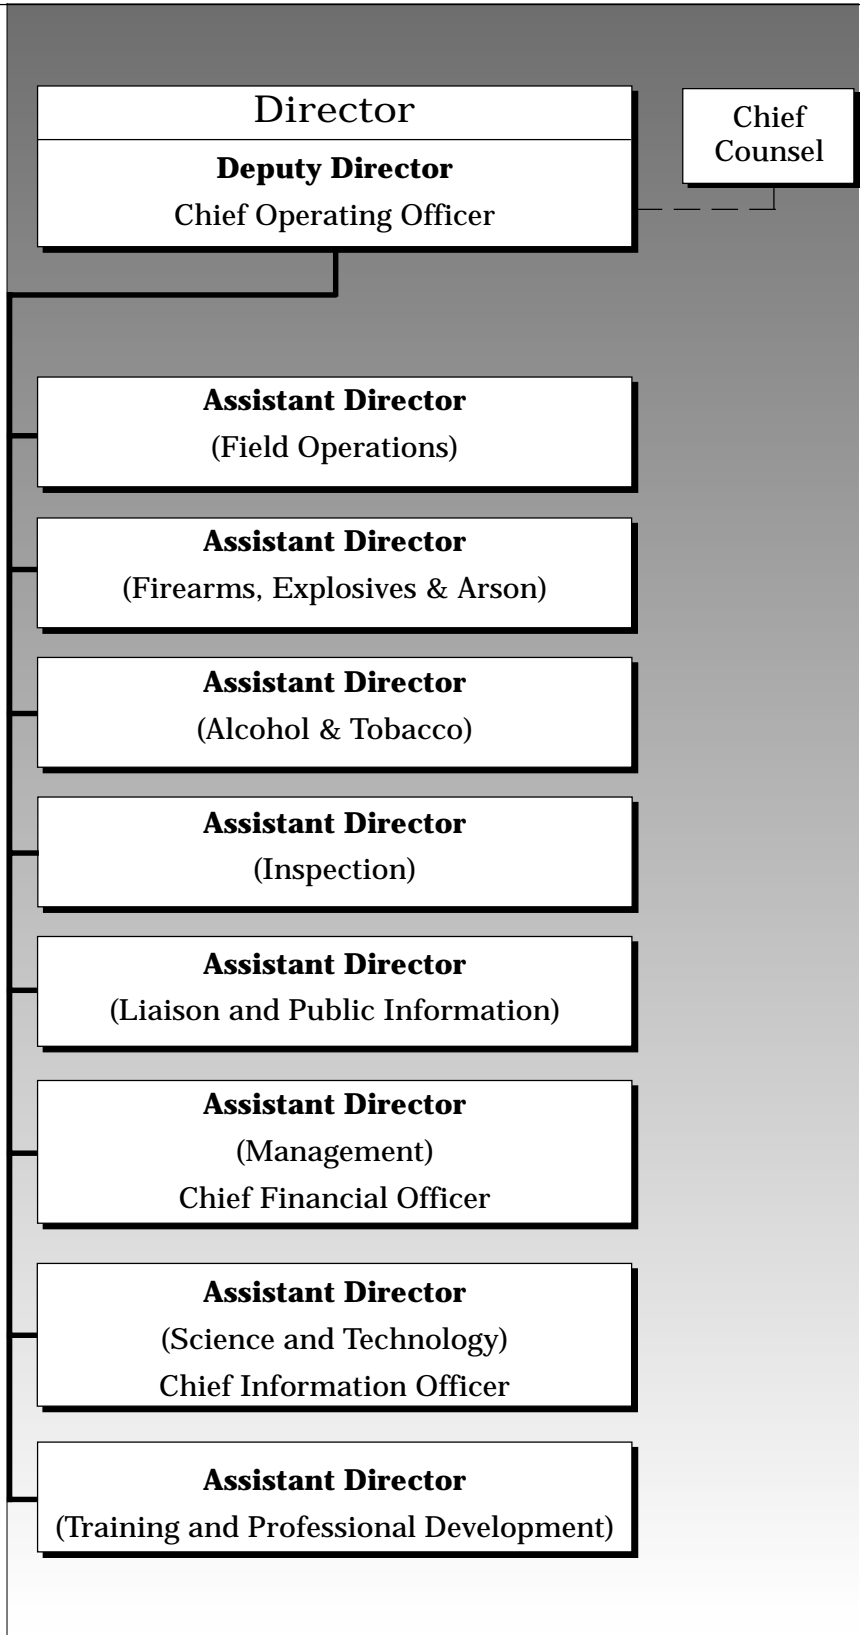 Director
Deputy Director
Chief Operating Officer
Chief
Counsel
Assistant Director
(Field Operations)
Assistant Director
(Firearms, Explosives & Arson)
Assistant Director
(Alcohol & Tobacco)
Assistant Director
(Inspection)
Assistant Director
(Liaison and Public Information)
Assistant Director
(Management)
Chief Financial Officer
Assistant Director
(Science and Technology)
Chief Information Officer
Assistant Director
(Training and Professional Development)